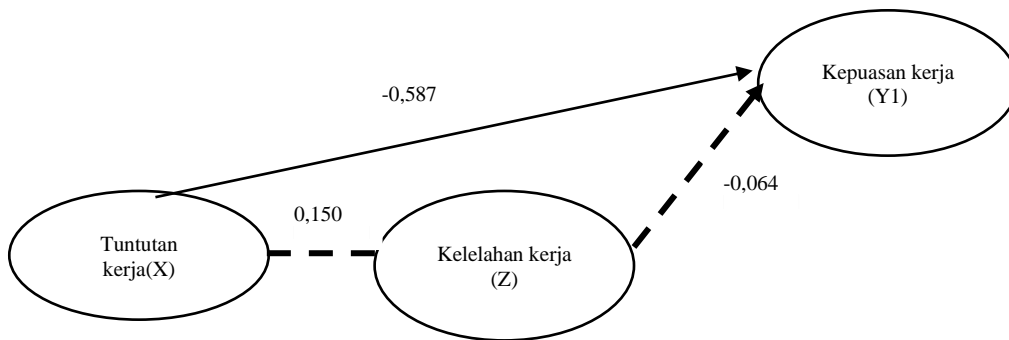 Kepuasan kerja
(Y1)
-0,587
-0,064
0,150
Tuntutan
kerja(X)
Kelelahan kerja
(Z)